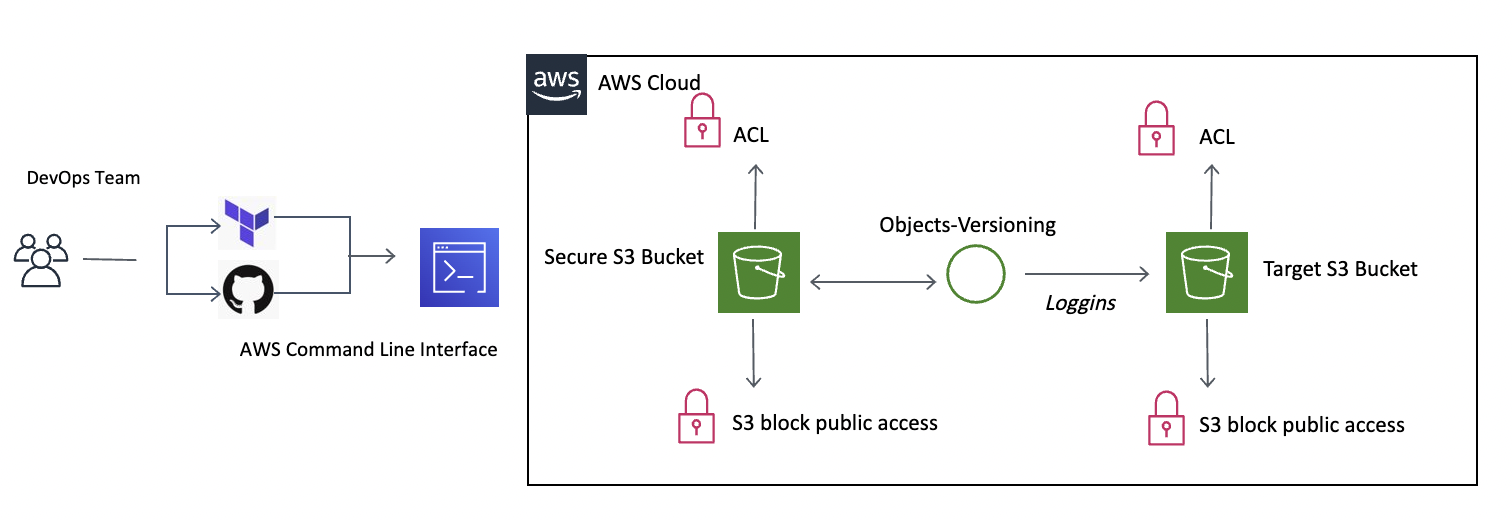 aws
AWS Cloud
ACL
ACL
DevOps Team
Objects-Versioning
Secure S3 Bucket
Target S3 Bucket
Loggins
AWS Command Line Interface
S3 block public access
S3 block public access